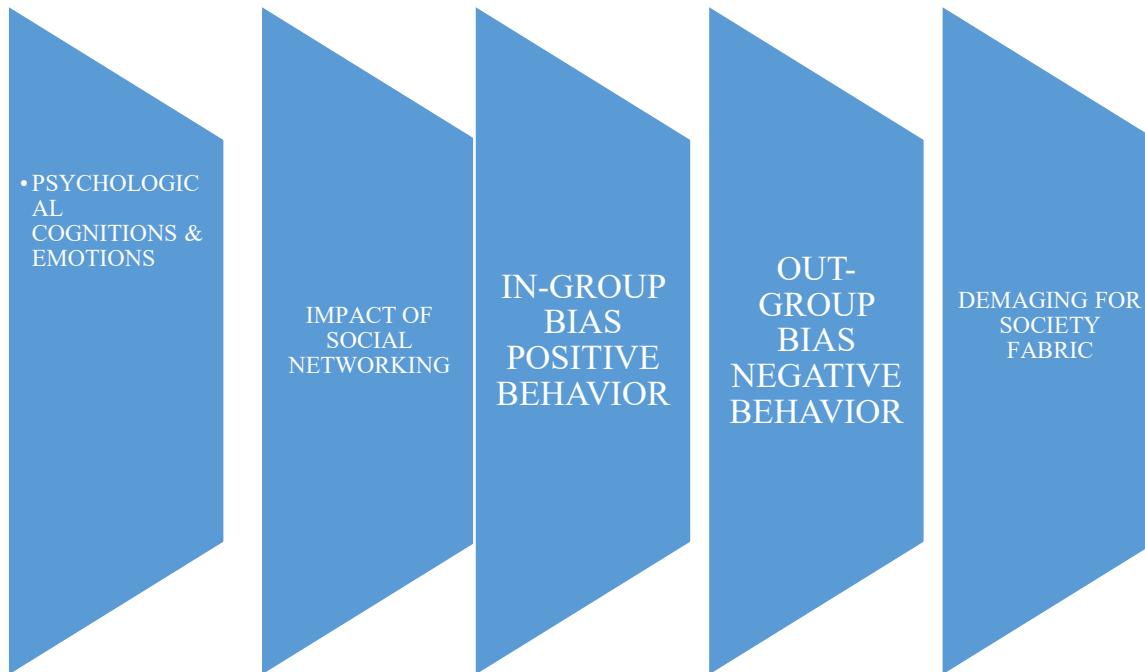 •PSYCHOLOGIC
AL
COGNITIONS &
EMOTIONS
IMPACT OF
SOCIAL
NETWORKING
IN-GROUP
BIAS
POSITIVE
BEHAVIOR
OUT-
GROUP
BIAS
NEGATIVE
BEHAVIOR
DEMAGING FOR
SOCIETY
FABRIC